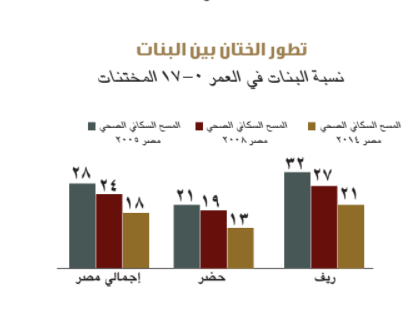 تطور الختان بين البنات
نسبة البنات في العمر ٠-١٧ المختنات
المسح السكاني الصحي مصر ٢٠١٤
المسح السكاني الصحي مصر ٢٠٠٨
المسح السكاني الصحي مصر ٢٠٠٥
٣٢ ٢٧ ٢١
٢١ ١٩ ١٣
٢٨ ٢٤ ١٨
ريف
حضر
إجمالي مصر